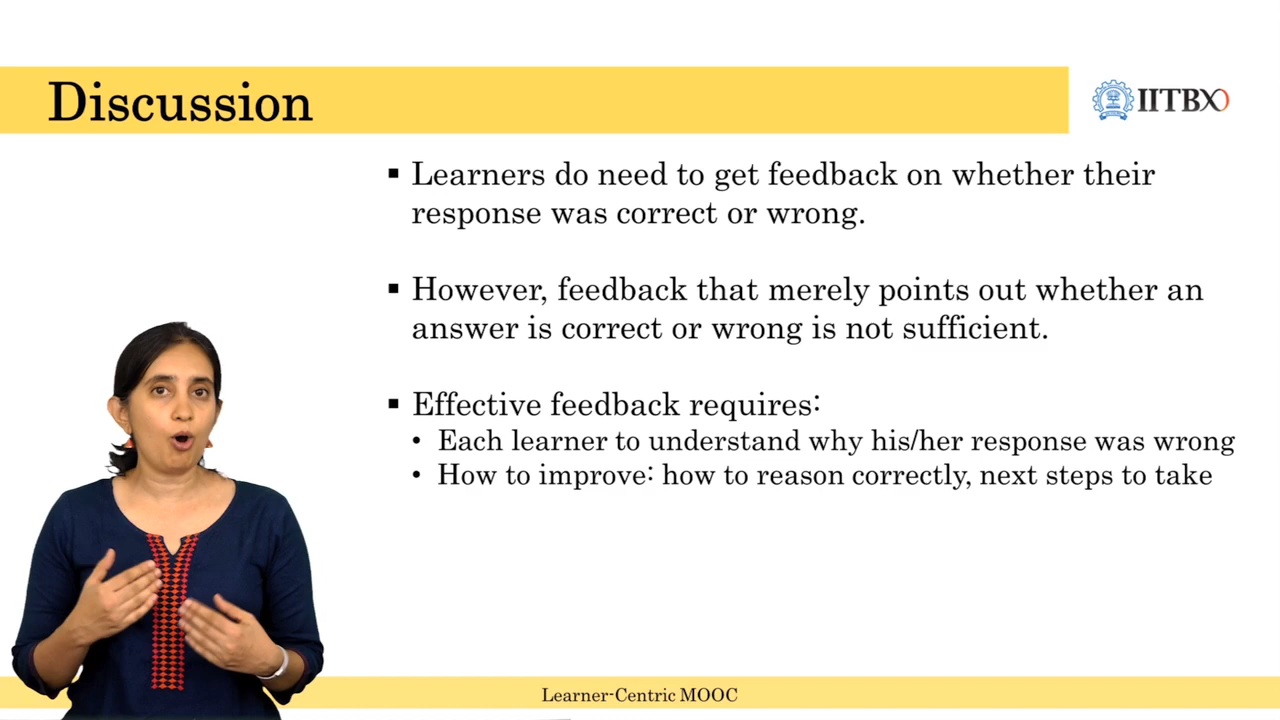 Discussion
IITBX
▪ Learners do need to get feedback on whether their
response was correct or wrong.
▪ However, feedback that merely points out whether an
answer is correct or wrong is not sufficient.
▪ Effective feedback requires:
• Each learner to understand why his/her response was wrong
• How to improve: how to reason correctly, next steps to take
Learner-Centric MOOC